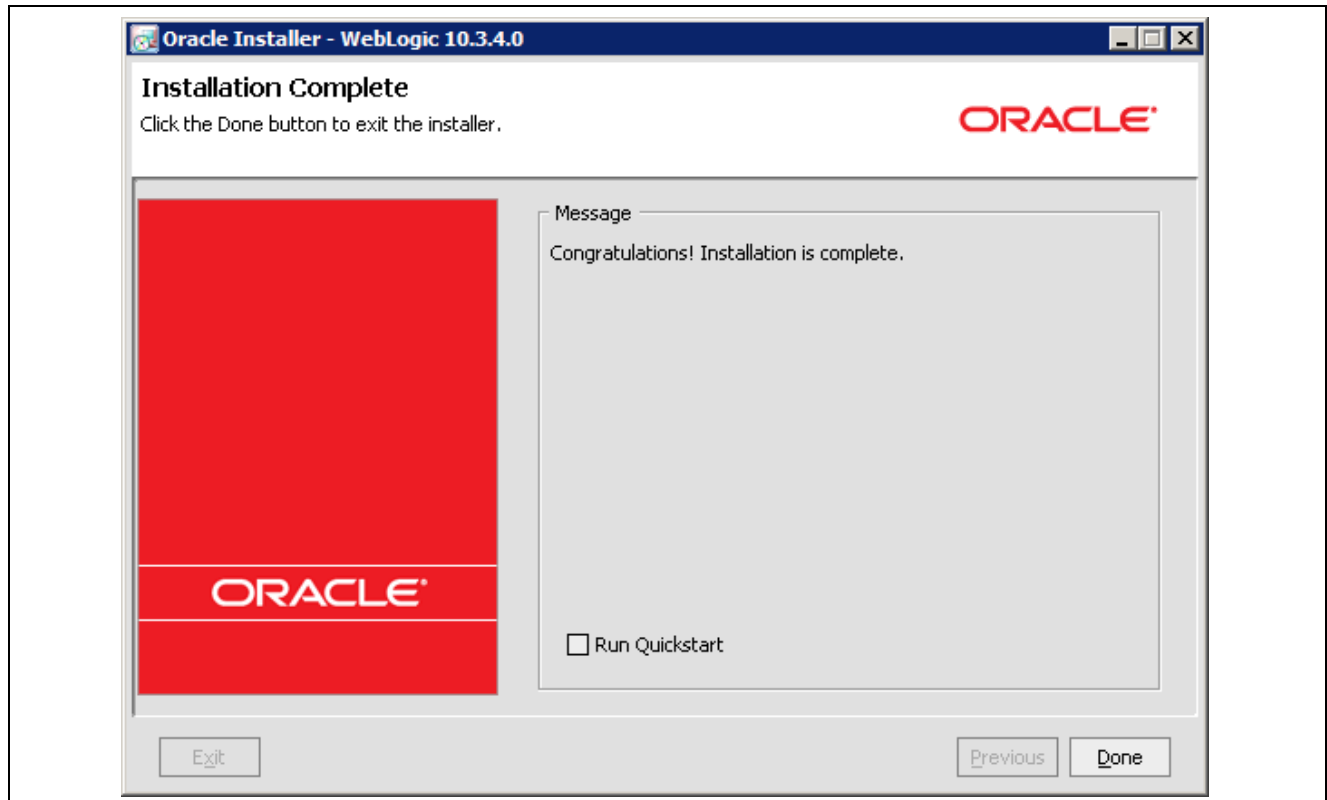 Oracle Installer - WebLogic 10.3.4.0
Installation Complete
Click the Done button to exit the installer.
ORACLE
Message
Congratulations! Installation is complete.
ORACLE
Run Quickstart
Exit
Previous
Done